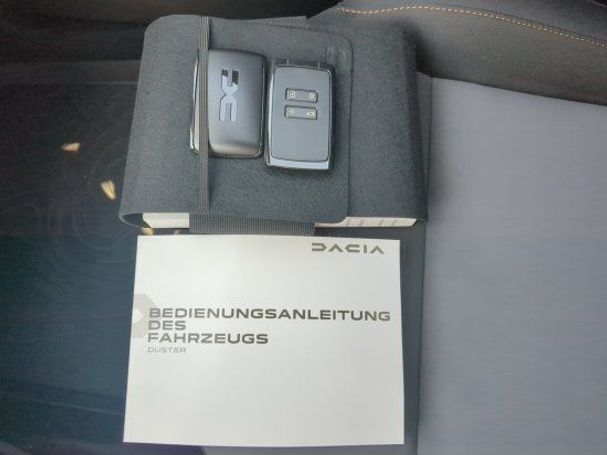 DACIA
BEDIENUNGSANLEITUNG
DES
FAHRZEUGS
DUSTER